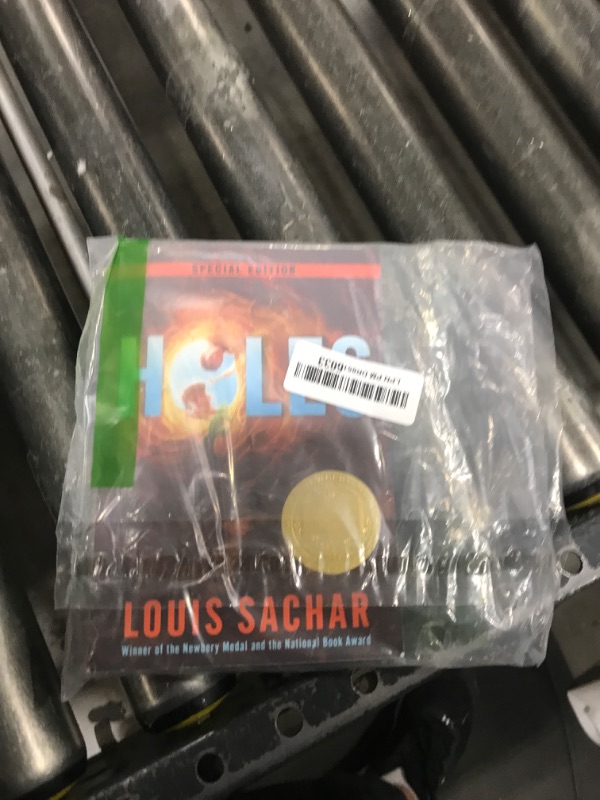 SPECIAL EDITION
HOLES
LOUIS SACHAR
Winner of the Newbery Medal and the National Book Award